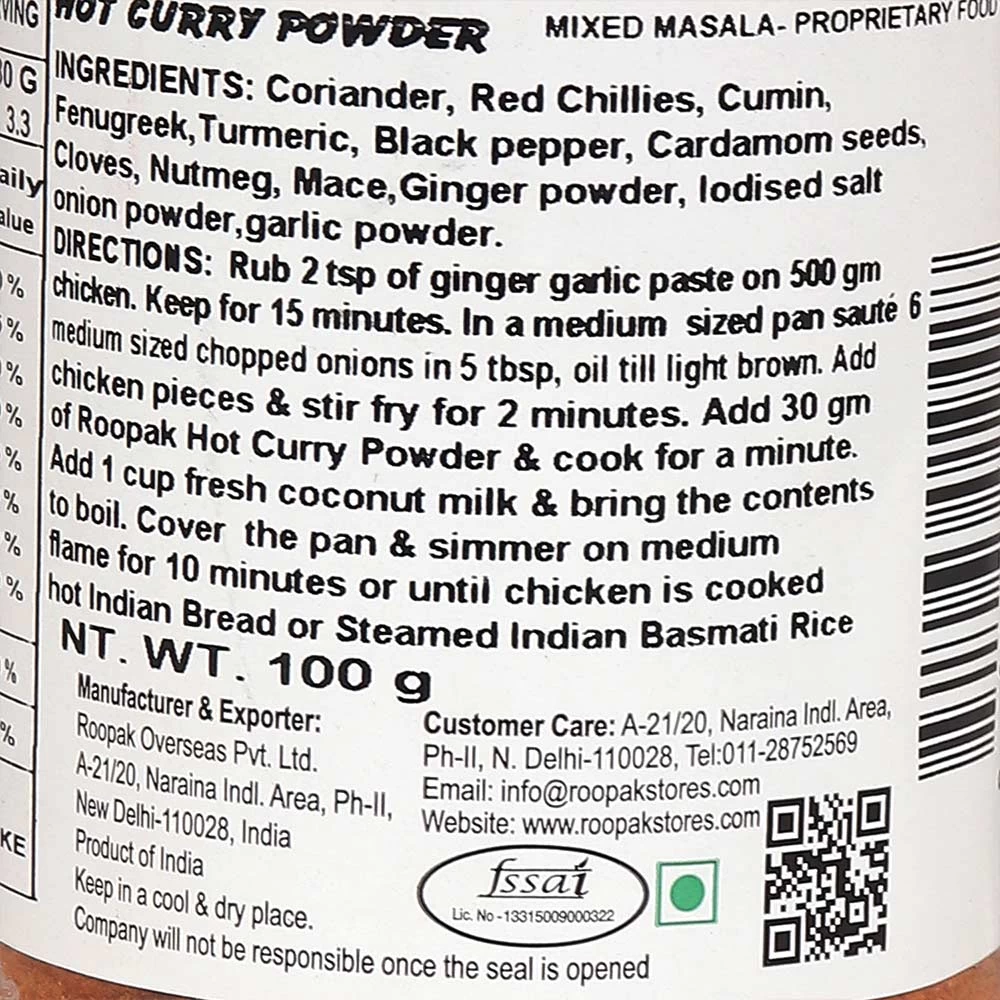 HOT CURRY POWDER
MIXED MASALA- PROPRIETARY FOOD
VING
30 G
3.3
aily
alue
%
%
%
%
%
%
%
%
%
%
KE
INGREDIENTS: Coriander, Red Chillies, Cumin,
Fenugreek,Turmeric, Black pepper, Cardamom seeds,
Cloves, Nutmeg, Mace,Ginger powder, Iodised salt
onion powder,garlic powder.
DIRECTIONS: Rub 2 tsp of ginger garlic paste on 500 gm
chicken. Keep for 15 minutes. In a medium sized pan sauté 6
medium sized chopped onions in 5 tbsp, oil till light brown. Add
chicken pieces & stir fry for 2 minutes. Add 30 gm
of Roopak Hot Curry Powder & cook for a minute.
Add 1 cup fresh coconut milk & bring the contents
to boil. Cover the pan & simmer on medium
flame for 10 minutes or until chicken is cooked
hot Indian Bread or Steamed Indian Basmati Rice
NT. WT. 100 g
Manufacturer & Exporter:
Roopak Overseas Pvt. Ltd.
A-21/20, Naraina Indl. Area, Ph-II,
New Delhi-110028, India
Product of India
Keep in a cool & dry place.
Company will not be responsible once the seal is opened
Customer Care: A-21/20, Naraina Indl. Area,
Ph-II, N. Delhi-110028, Tel:011-28752569
Email: info@roopakstores.com
Website: www.roopakstores.com
fssai
Lic. No -13315009000322